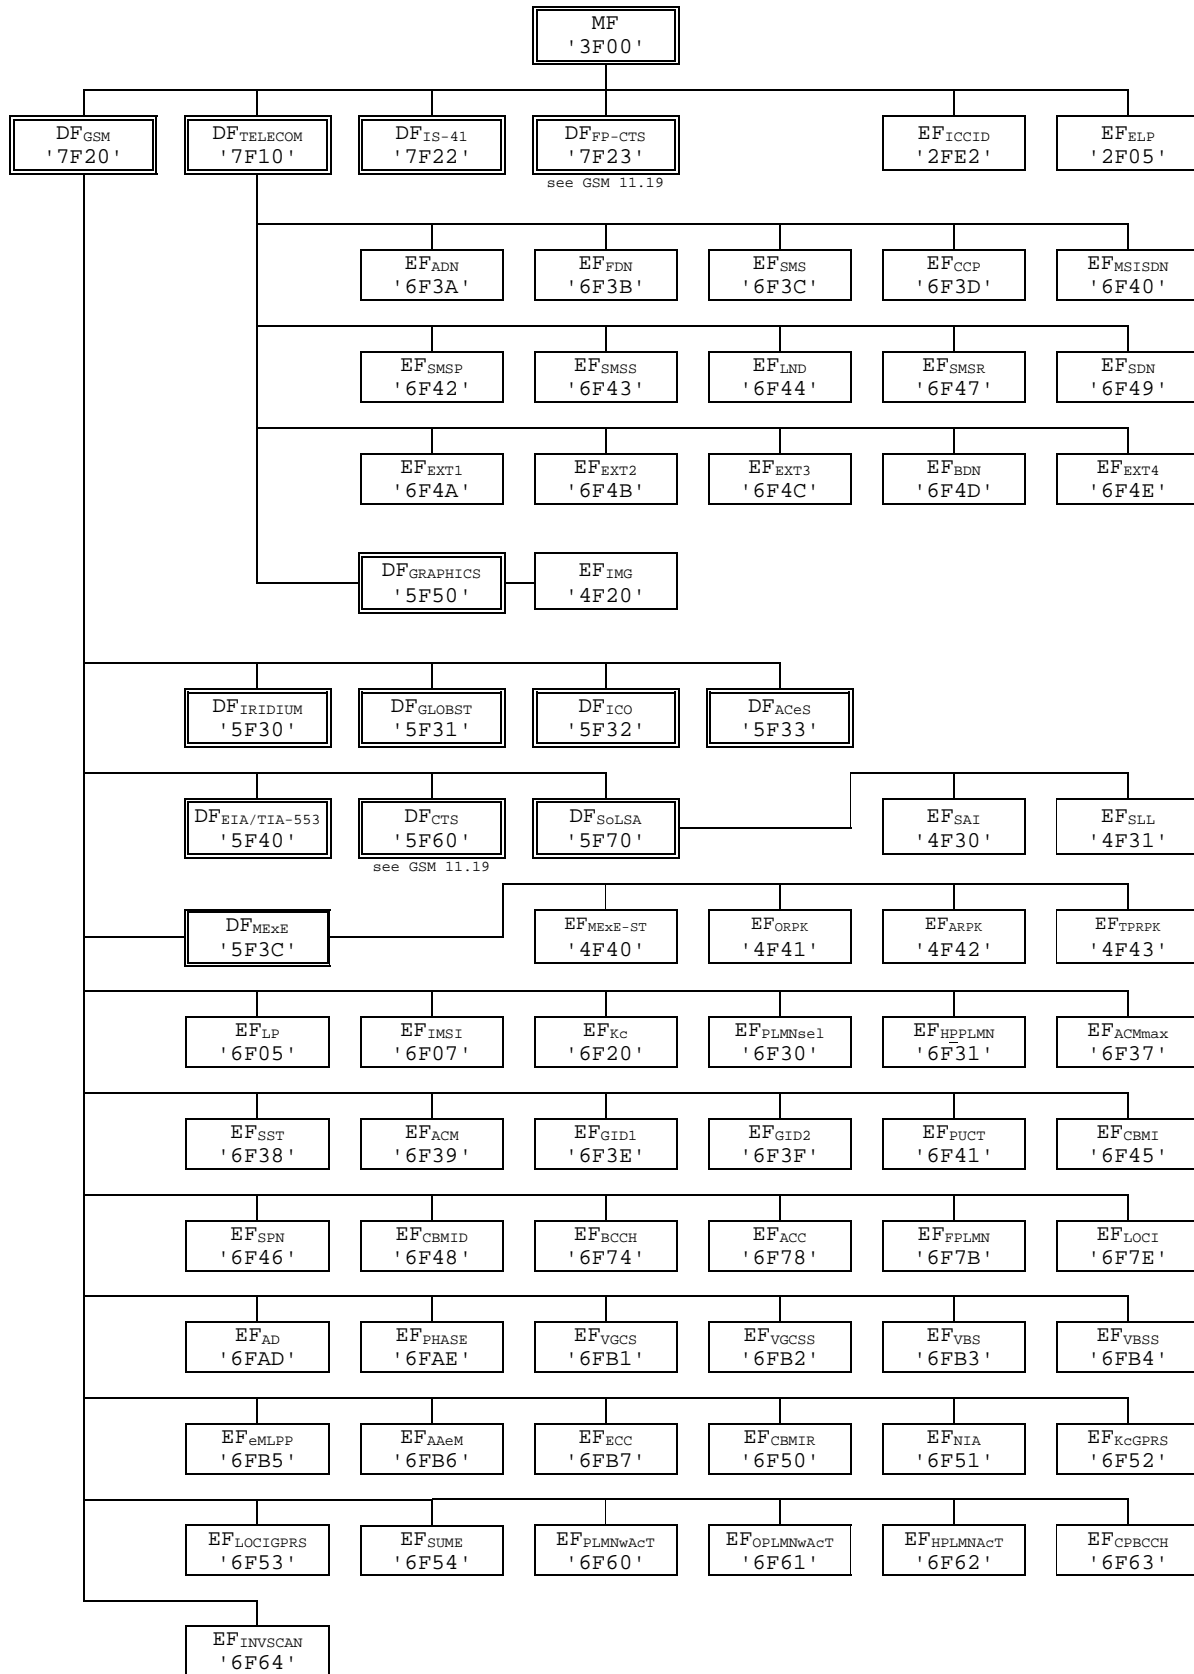 MF
'3F00'
DFGSM
'7F20'
DFTELECOM
'7F10'
DFIS-41
'7F22'
DFFP-CTS
'7F23'
see GSM 11.19
EFICCID
'2FE2'
EFELP
'2F05'
EFADN
'6F3A'
EFFDN
'6F3B'
EFSMS
'6F3C'
EFCCP
'6F3D'
EFMSISDN
'6F40'
EFSMSP
'6F42'
EFSMSS
'6F43'
EFLND
'6F44'
EFSMSR
'6F47'
EFSDN
'6F49'
EFEXT1
'6F4A'
EFEXT2
'6F4B'
EFEXT3
'6F4C'
EFBDN
'6F4D'
EFEXT4
'6F4E'
DFGRAPHICS
'5F50'
EFIMG
'4F20'
DFIRIDIUM
'5F30'
DFGLOBST
'5F31'
DFICO
'5F32'
DFACeS
'5F33'
DFEIA/TIA-553
'5F40'
DFCTS
'5F60'
see GSM 11.19
DFSoLSA
'5F70'
EFSAI
'4F30'
EFSLL
'4F31'
DFMExE
'5F3C'
EFMExE-ST
'4F40'
EFORPK
'4F41'
EFARPK
'4F42'
EFTPRPK
'4F43'
EFLP
'6F05'
EFIMSI
'6F07'
EFKc
'6F20'
EFPLMNsel
'6F30'
EFHPPLMN
'6F31'
EFACMmax
'6F37'
EFSST
'6F38'
EFACM
'6F39'
EFGID1
'6F3E'
EFGID2
'6F3F'
EFPUCT
'6F41'
EFCBMI
'6F45'
EFSPN
'6F46'
EFCBMID
'6F48'
EFBCCH
'6F74'
EFACC
'6F78'
EFFPLMN
'6F7B'
EFLOCI
'6F7E'
EFAD
'6FAD'
EFPHASE
'6FAE'
EFVGCS
'6FB1'
EFVGCSS
'6FB2'
EFVBS
'6FB3'
EFVBSS
'6FB4'
EFeMLPP
'6FB5'
EFAAeM
'6FB6'
EFECC
'6FB7'
EFCBMIR
'6F50'
EFNIA
'6F51'
EFKcGPRS
'6F52'
EFLOCIGPRS
'6F53'
EFSUME
'6F54'
EFPLMNwAcT
'6F60'
EFOPLMNwAcT
'6F61'
EFHPLMNAcT
'6F62'
EFCPBCCH
'6F63'
EFINVSCAN
'6F64'